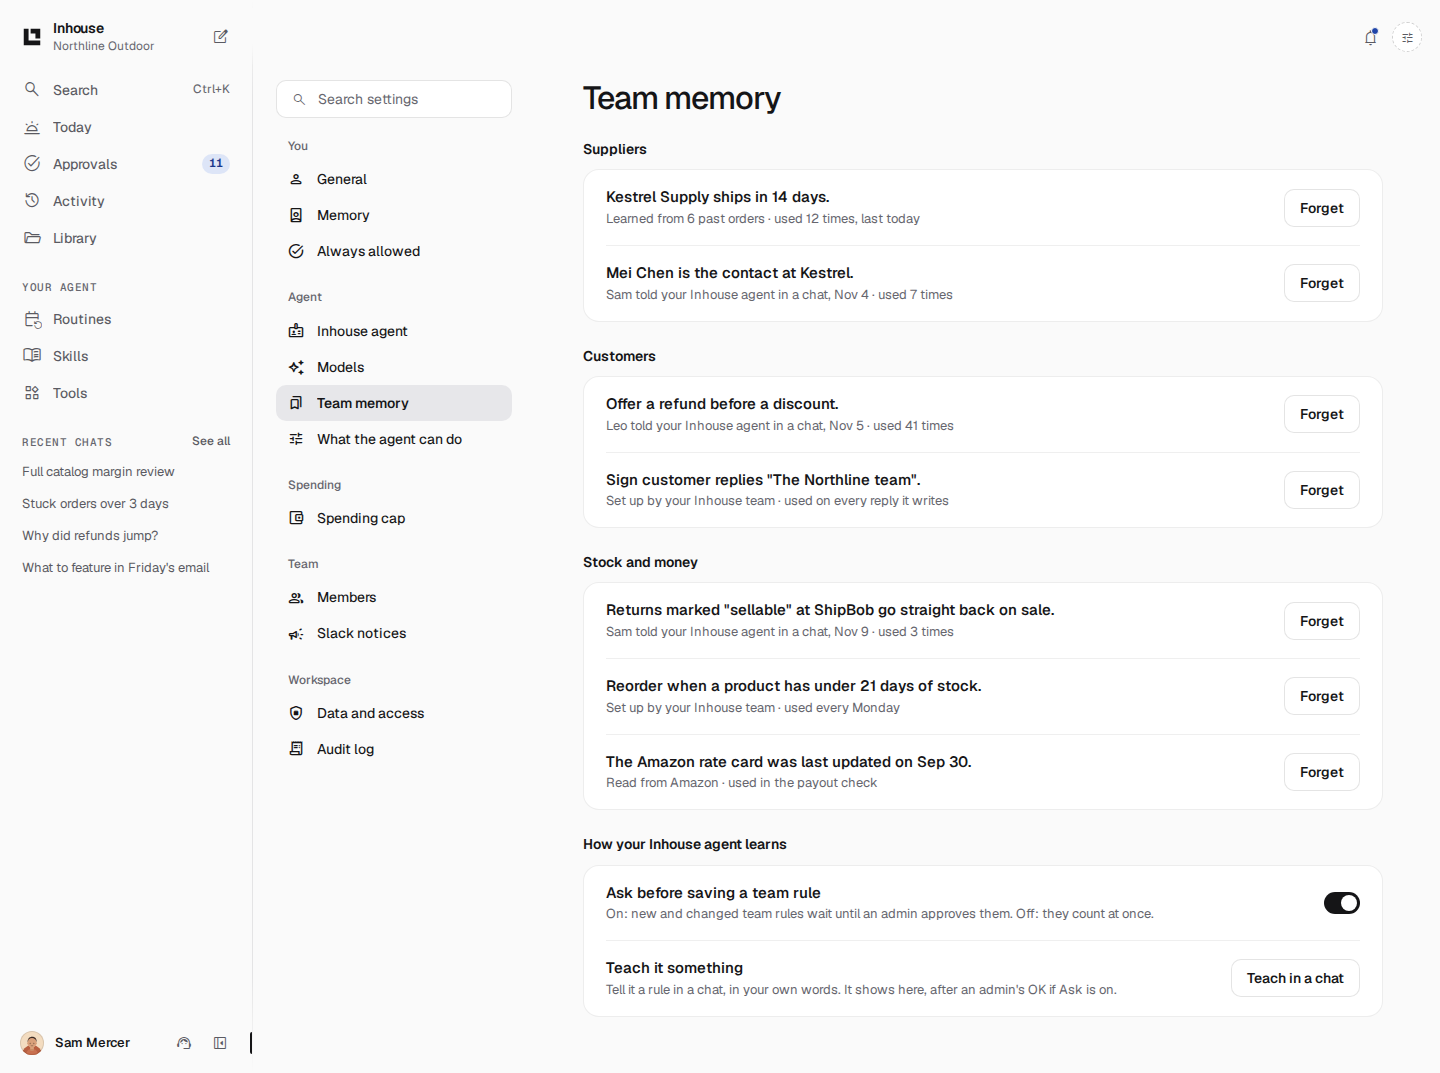 Inhouse
Northline Outdoor
Search
Ctrl+K
Today
Approvals
11
Activity
Library
YOUR AGENT
Routines
Skills
Tools
RECENT CHATS
See all
Full catalog margin review
Stuck orders over 3 days
Why did refunds jump?
What to feature in Friday's email
Sam Mercer
Search settings
You
General
Memory
Always allowed
Agent
Inhouse agent
Models
Team memory
What the agent can do
Spending
Spending cap
Team
Members
Slack notices
Workspace
Data and access
Audit log
Team memory
Suppliers
Kestrel Supply ships in 14 days.
Learned from 6 past orders · used 12 times, last today
Forget
Mei Chen is the contact at Kestrel.
Sam told your Inhouse agent in a chat, Nov 4 · used 7 times
Forget
Customers
Offer a refund before a discount.
Leo told your Inhouse agent in a chat, Nov 5 · used 41 times
Forget
Sign customer replies "The Northline team".
Set up by your Inhouse team · used on every reply it writes
Forget
Stock and money
Returns marked "sellable" at ShipBob go straight back on sale.
Sam told your Inhouse agent in a chat, Nov 9 · used 3 times
Forget
Reorder when a product has under 21 days of stock.
Set up by your Inhouse team · used every Monday
Forget
The Amazon rate card was last updated on Sep 30.
Read from Amazon · used in the payout check
Forget
How your Inhouse agent learns
Ask before saving a team rule
On: new and changed team rules wait until an admin approves them. Off: they count at once.
Teach it something
Tell it a rule in a chat, in your own words. It shows here, after an admin's OK if Ask is on.
Teach in a chat